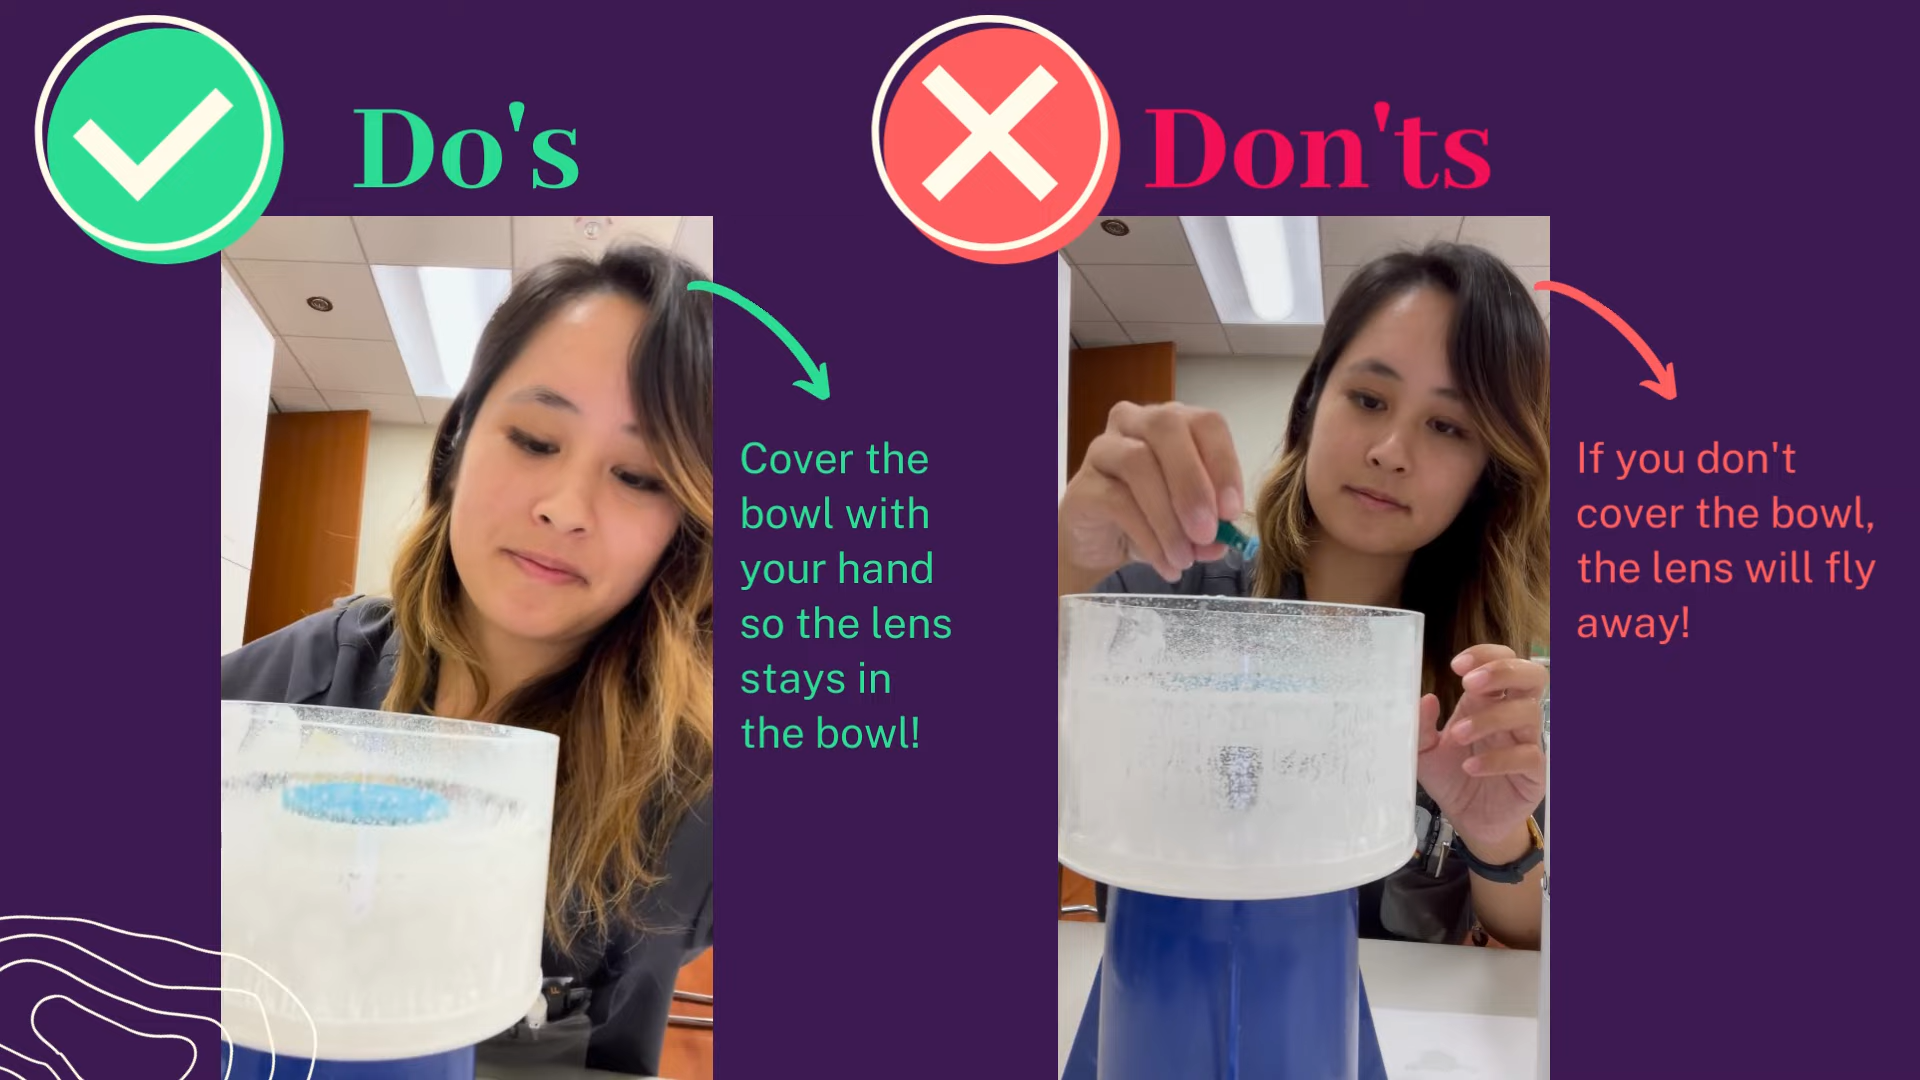 Do's
Cover the
bowl with
your hand
so the lens
stays in
the bowl!
Don'ts
If you don't
cover the bowl,
the lens will fly
away!